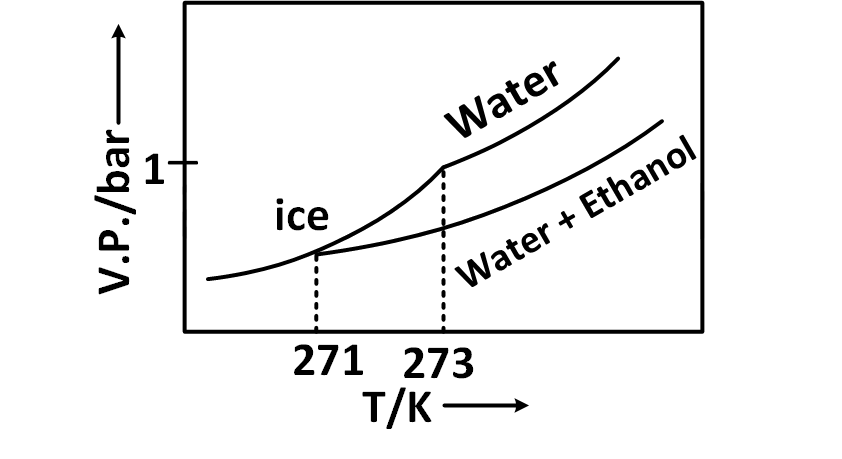 Water
1
ice
Water + Ethanol
V.P./bar
271 273
T/K